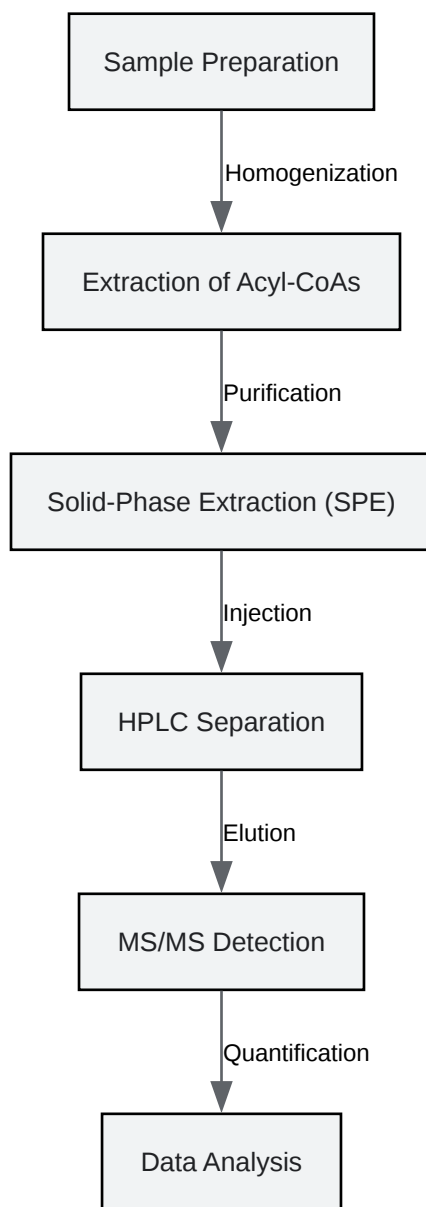 Sample Preparation
Homogenization
Extraction of Acyl-CoAs
Purification
Solid-Phase Extraction (SPE)
Injection
HPLC Separation
Elution
MS/MS Detection
Quantification
Data Analysis